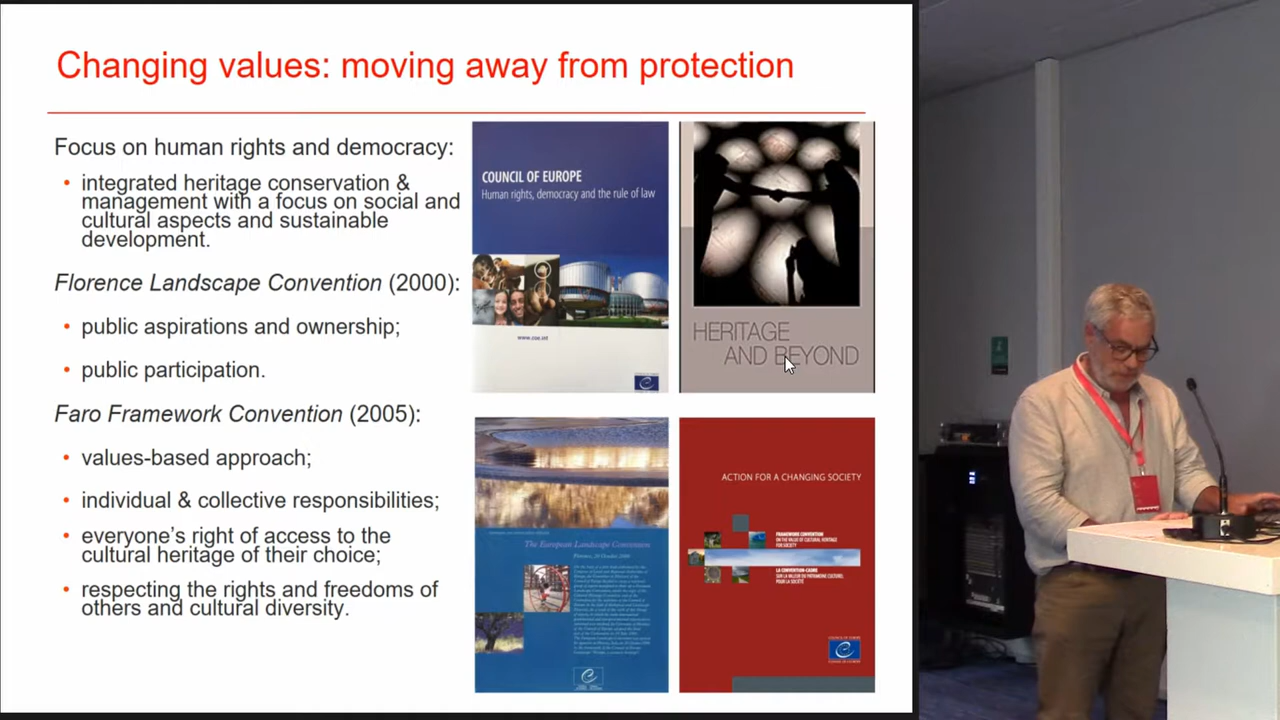 Changing values: moving away from protection
Focus on human rights and democracy:
• integrated heritage conservation &
management with a focus on social and
cultural aspects and sustainable
development.
Florence Landscape Convention (2000):
• public aspirations and ownership;
• public participation.
Faro Framework Convention (2005):
• values-based approach;
• individual & collective responsibilities;
• everyone's right of access to the
cultural heritage of their choice;
• respecting the rights and freedoms of
others and cultural diversity.
COUNCIL OF EUROPE
Human rights, democracy and the rule of law
www.coe.int
HERITAGE
AND BEYOND
The European Landscape Convention
Florence, 20 October 2000
ACTION FOR A CHANGING SOCIETY
FRAMEWORK CONVENTION
ON THE VALUE OF CULTURAL HERITAGE
FOR SOCIETY
LA CONVENTION-CADRE
SUR LA VALEUR DU PATRIMOINE CULTUREL
POUR LA SOCIÉTÉ
COUNCIL OF EUROPE